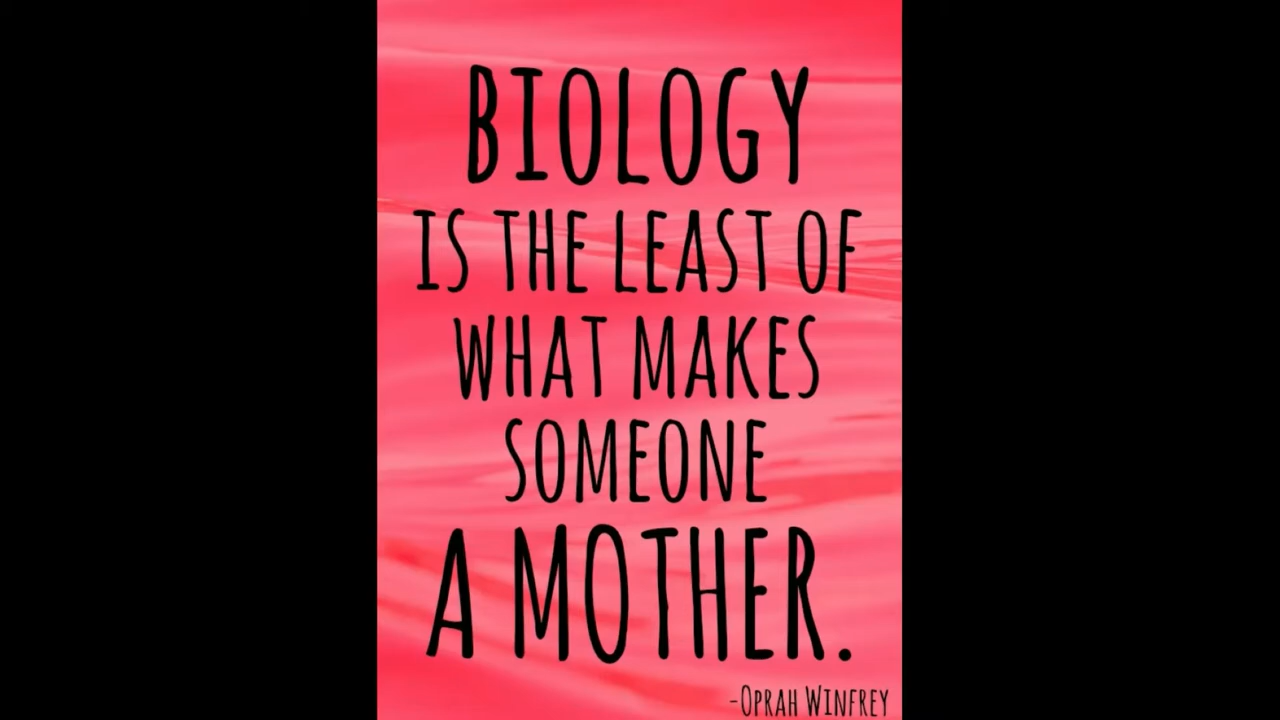 BIOLOGY
IS THE LEAST OF
WHAT MAKES
SOMEONE
A MOTHER.
-OPRAH WINFREY